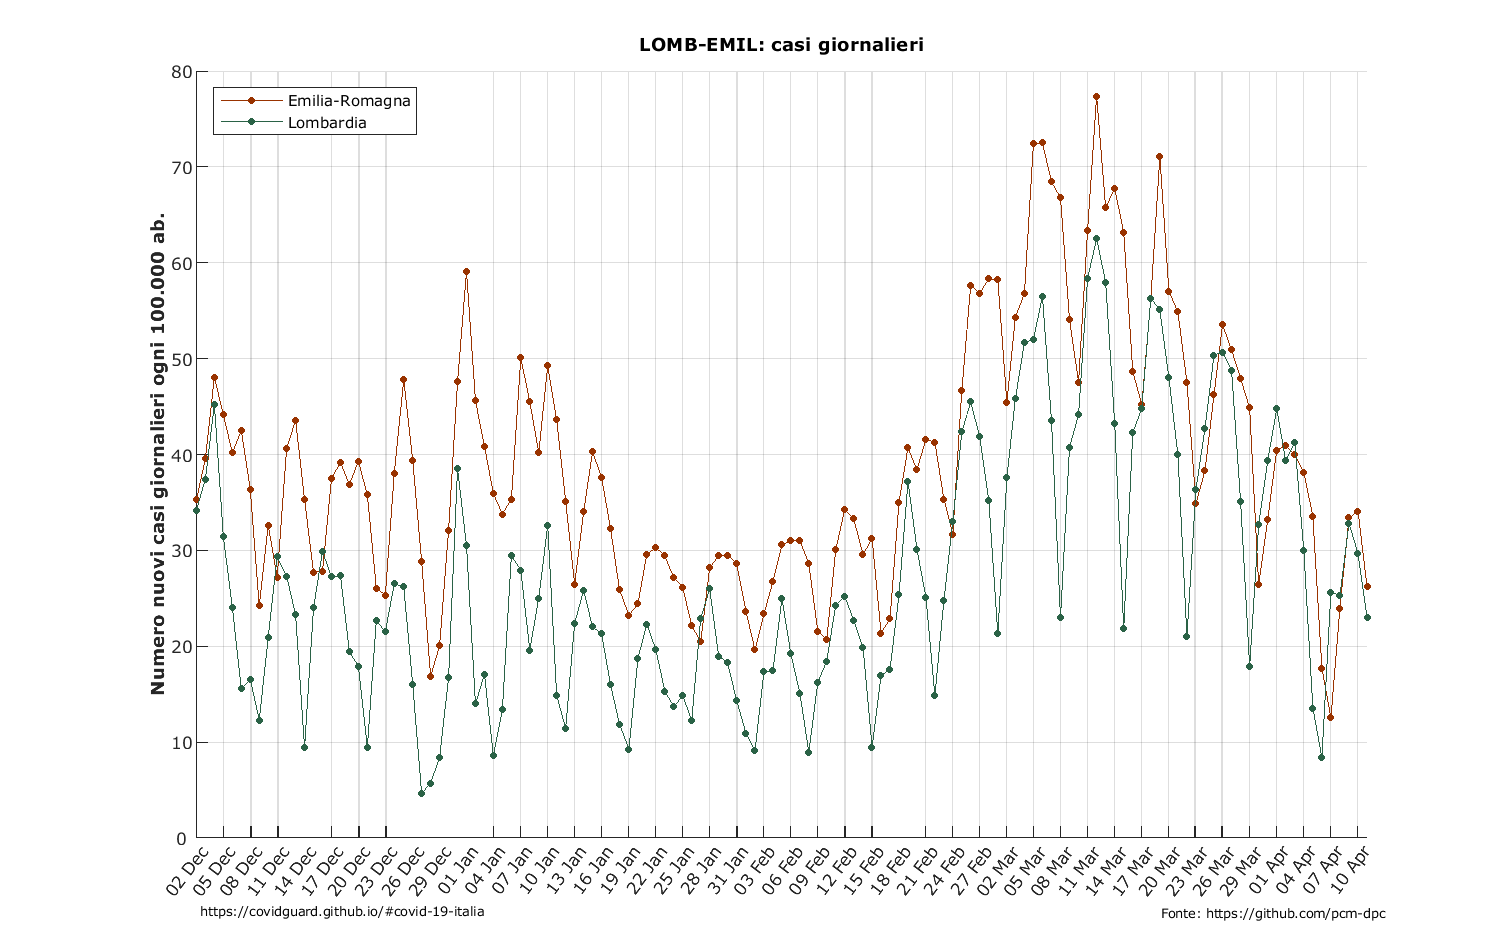 LOMB-EMIL: casi giornalieri
Emilia-Romagna
Lombardia
Numero nuovi casi giornalieri ogni 100.000 ab.
80
70
60
50
40
30
20
10
0
02 Dec
05 Dec
08 Dec
11 Dec
14 Dec
17 Dec
20 Dec
23 Dec
26 Dec
29 Dec
01 Jan
04 Jan
07 Jan
10 Jan
13 Jan
16 Jan
19 Jan
22 Jan
25 Jan
28 Jan
31 Jan
03 Feb
06 Feb
09 Feb
12 Feb
15 Feb
18 Feb
21 Feb
24 Feb
27 Feb
02 Mar
05 Mar
08 Mar
11 Mar
14 Mar
17 Mar
20 Mar
23 Mar
26 Mar
29 Mar
01 Apr
04 Apr
07 Apr
10 Apr
https://covidguard.github.io/#covid-19-italia
Fonte: https://github.com/pcm-dpc